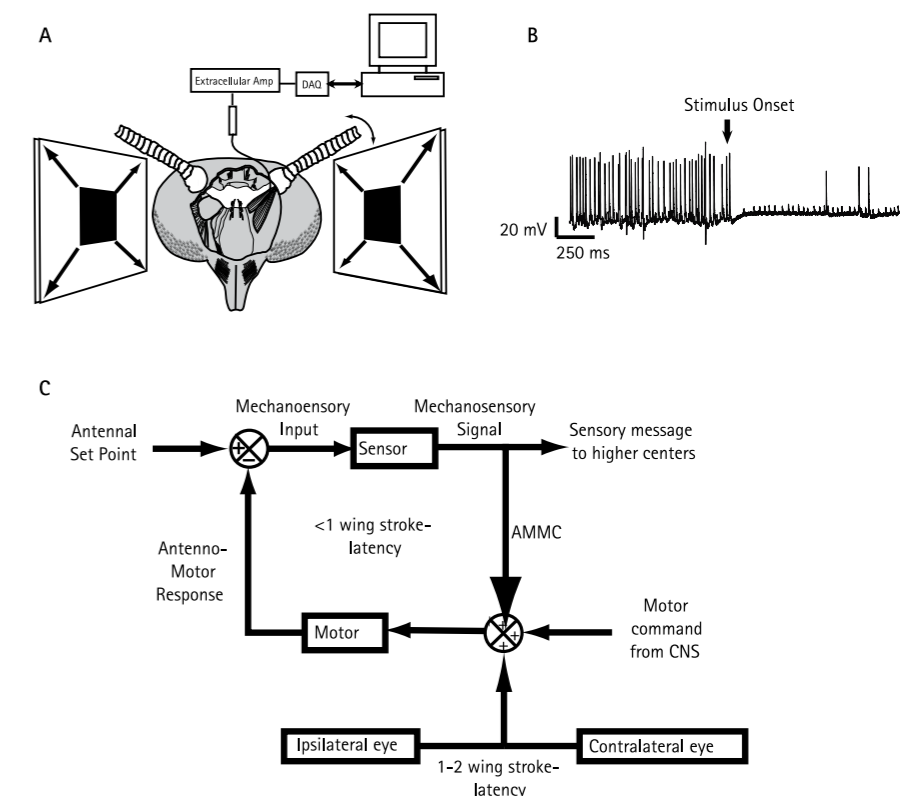 A
Extracellular Amp
DAQ
B
Stimulus Onset
20 mV
250 ms
C
Antennal
Set Point
+
–
Mechanoensory
Input
Sensor
Mechanosensory
Signal
Sensory message
to higher centers
<1 wing stroke-
latency
AMMC
Antenno-
Motor
Response
Motor
+
+
+
Motor
command
from CNS
Ipsilateral eye
Contralateral eye
1-2 wing stroke-
latency